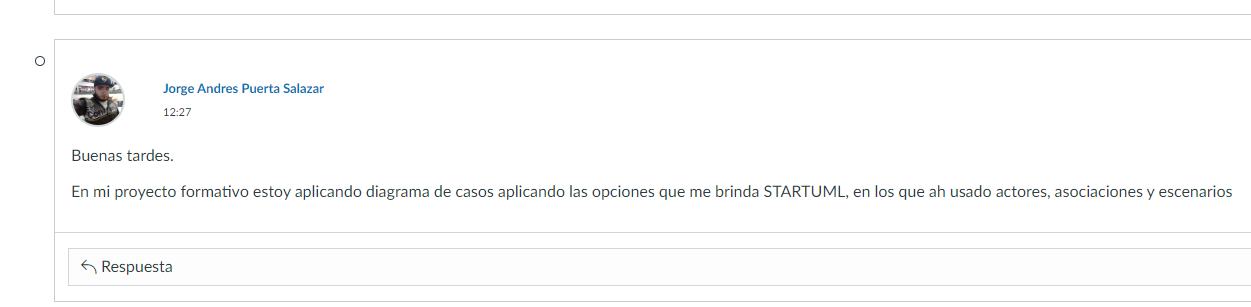 Jorge Andres Puerta Salazar
12:27
Buenas tardes.
En mi proyecto formativo estoy aplicando diagrama de casos aplicando las opciones que me brinda STARTUML, en los que ah usado actores, asociaciones y escenarios
Respuesta